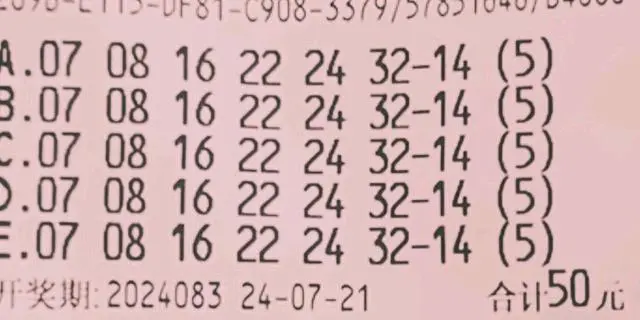 A.07 08 16 22 24 32-14 (5)
B.07 08 16 22 24 32-14 (5)
C.07 08 16 22 24 32-14 (5)
D.07 08 16 22 24 32-14 (5)
E.07 08 16 22 24 32-14 (5)
开奖期:2024083 24-07-21 合计50元